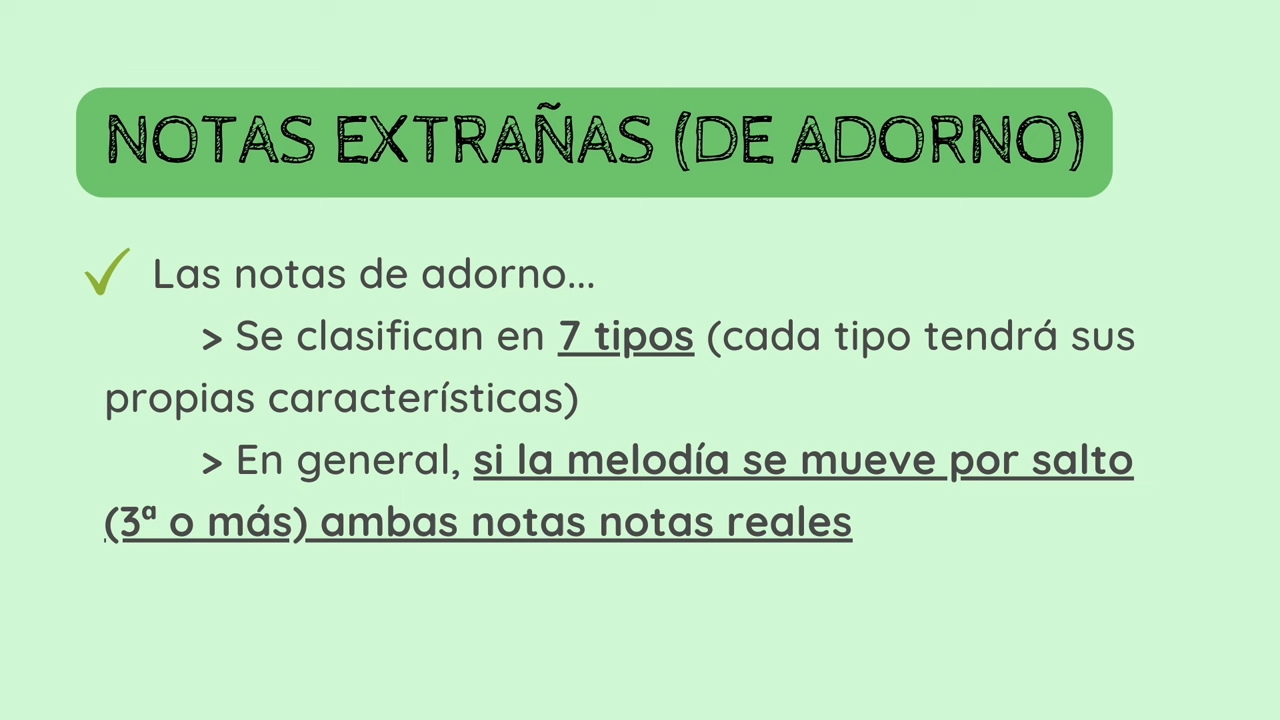 NOTAS EXTRAÑAS (DE ADORNO)
Las notas de adorno...
> Se clasifican en 7 tipos (cada tipo tendrá sus
propias características)
> En general, si la melodía se mueve por salto
(3ª o más) ambas notas notas reales